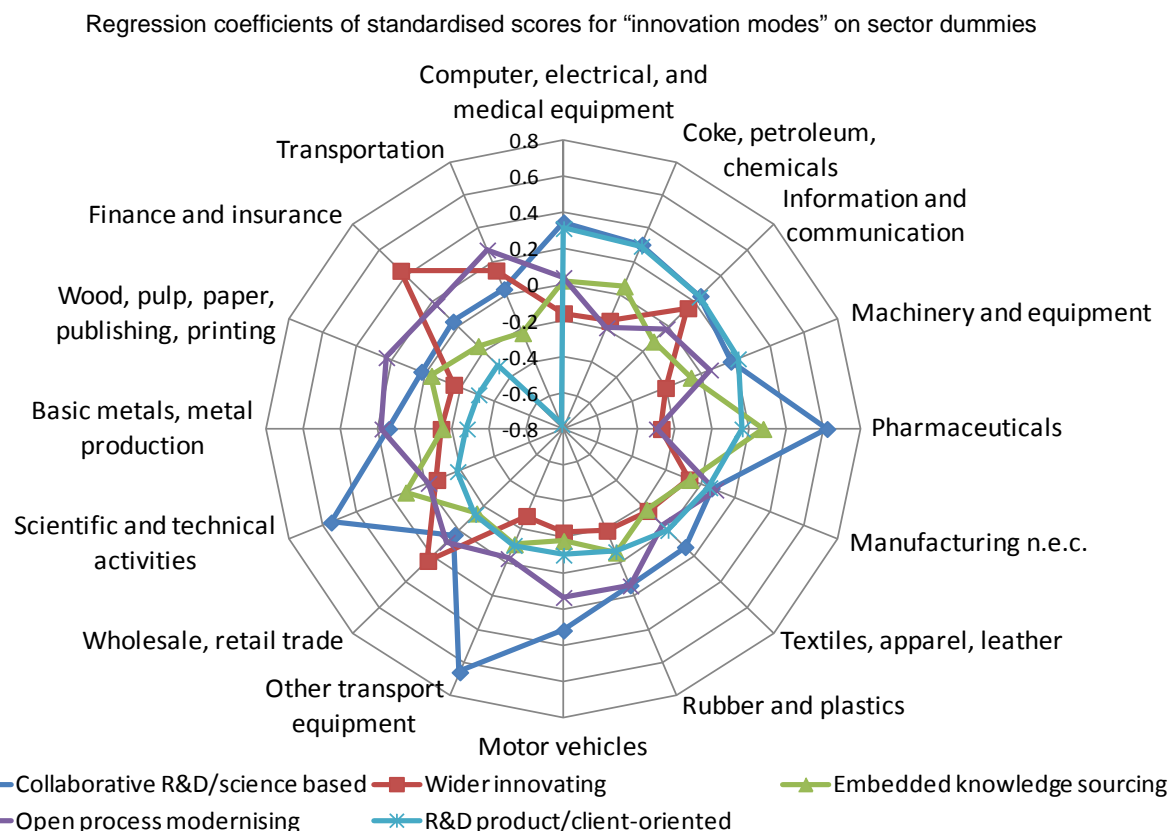 Regression coefficients of standardised scores for “innovation modes” on sector dummies
Computer, electrical, and
medical equipment
Coke, petroleum,
chemicals
Information and
communication
Machinery and equipment
Pharmaceuticals
Manufacturing n.e.c.
Textiles, apparel, leather
Rubber and plastics
Motor vehicles
Other transport
equipment
Wholesale, retail trade
Scientific and technical
activities
Basic metals, metal
production
Wood, pulp, paper,
publishing, printing
Finance and insurance
Transportation
0.8
0.6
0.4
0.2
0
-0.2
-0.4
-0.6
-0.8
Collaborative R&D/science based
Wider innovating
Embedded knowledge sourcing
Open process modernising
R&D product/client-oriented